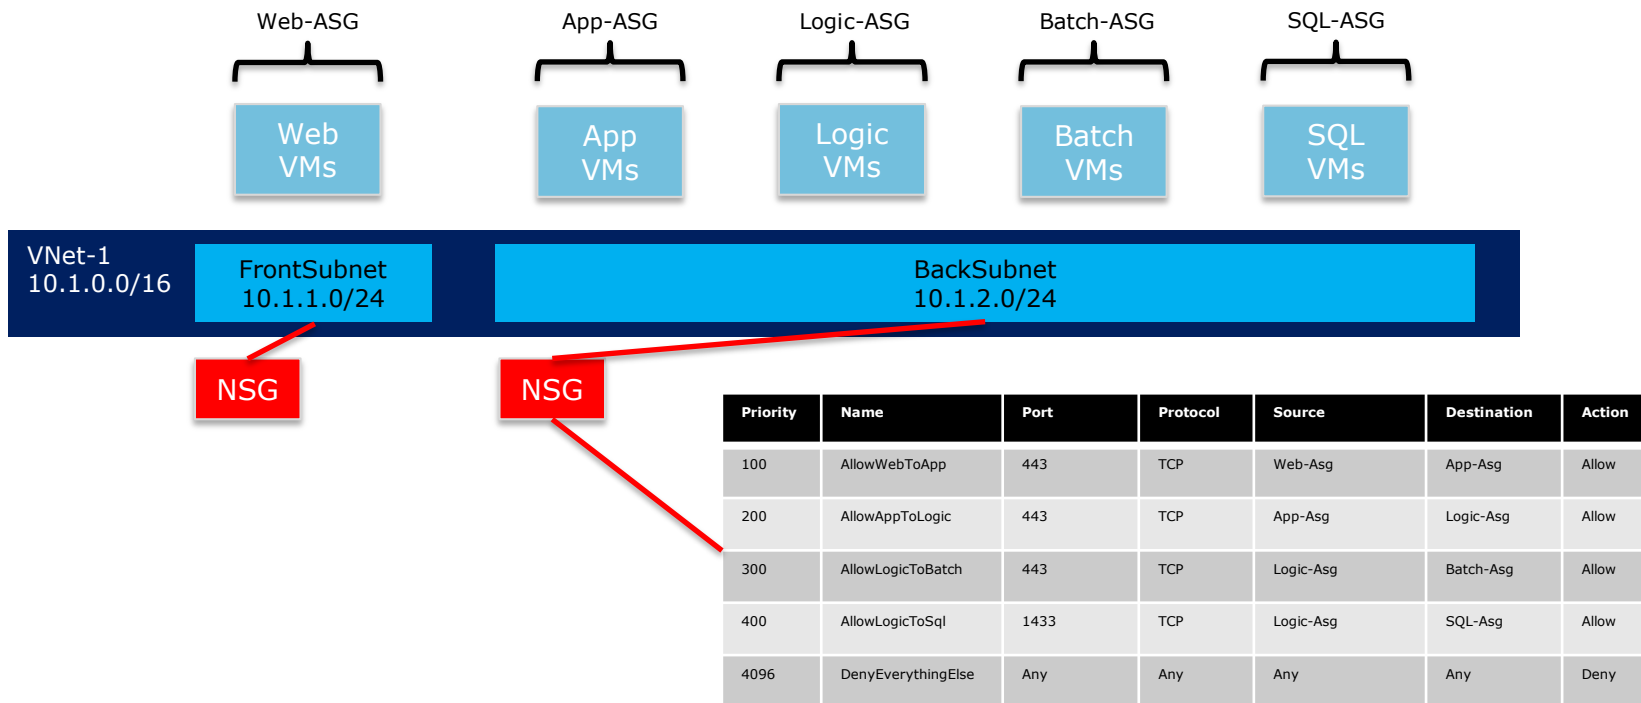 Web-ASG
App-ASG
Logic-ASG
Batch-ASG
SQL-ASG
Web
VMs
App
VMs
Logic
VMs
Batch
VMs
SQL
VMs
VNet-1
10.1.0.0/16
FrontSubnet
10.1.1.0/24
BackSubnet
10.1.2.0/24
NSG
NSG
Priority Name Port Protocol Source Destination Action
100 AllowWebToApp 443 TCP Web-Asg App-Asg Allow
200 AllowAppToLogic 443 TCP App-Asg Logic-Asg Allow
300 AllowLogicToBatch 443 TCP Logic-Asg Batch-Asg Allow
400 AllowLogicToSql 1433 TCP Logic-Asg SQL-Asg Allow
4096 DenyEverythingElse Any Any Any Any Deny